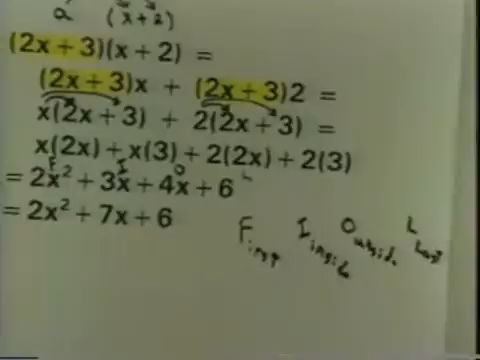 a (x+2)
(2x + 3)(x + 2) =
(2x + 3)x + (2x + 3)2 =
x(2x + 3) + 2(2x + 3) =
x(2x) + x(3) + 2(2x) + 2(3)
F I O L
= 2x² + 3x + 4x + 6
= 2x² + 7x + 6
First Inside Outside Last